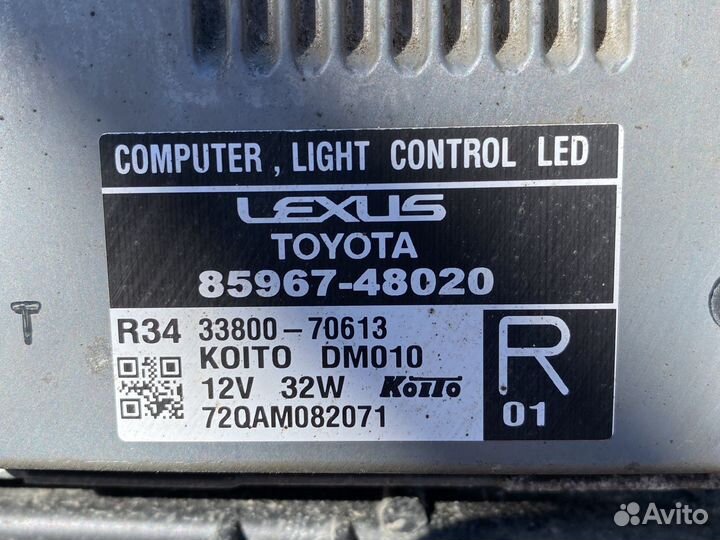 COMPUTER , LIGHT CONTROL LED
LEXUS
TOYOTA
85967-48020
R34 33800-70613
KOITO DM010
12V 32W KOITO
72QAM082071
R
01
T
Avito